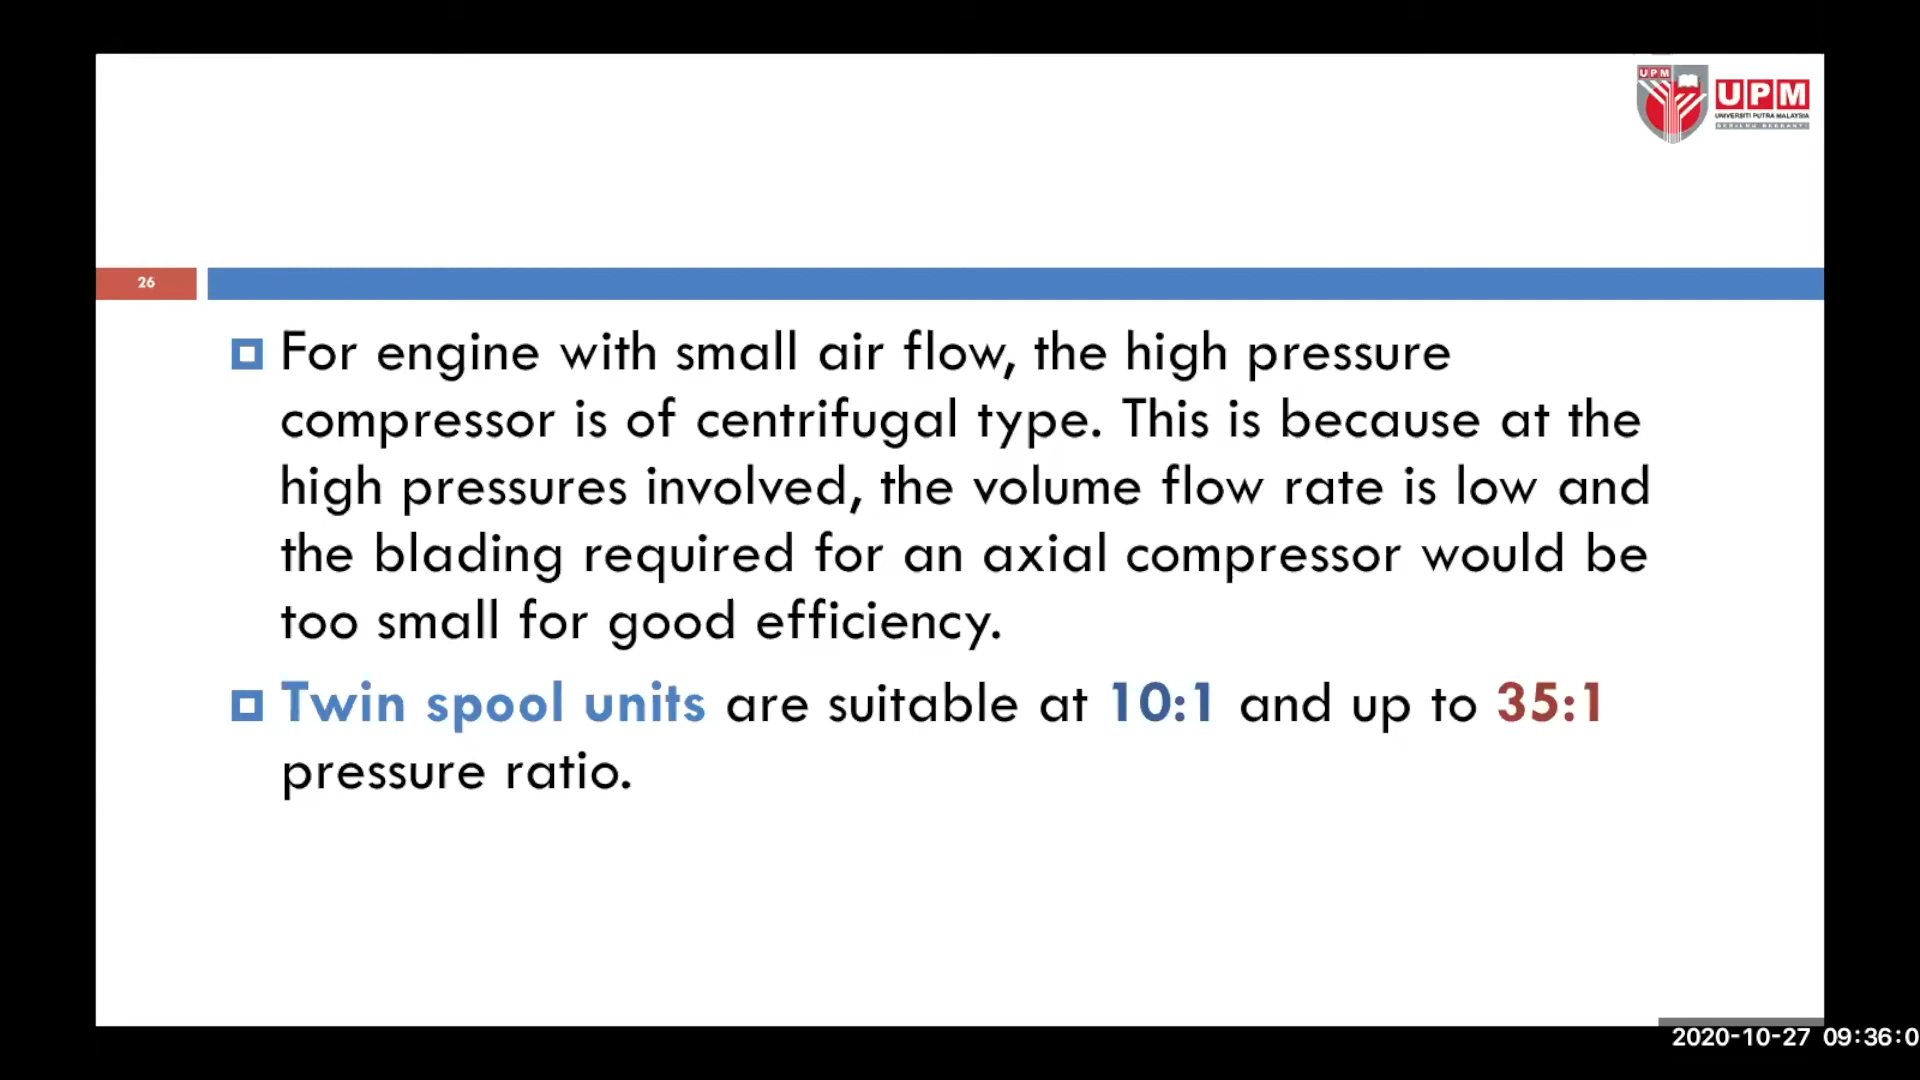 UPM
UPM
UNIVERSITI PUTRA MALAYSIA
26
For engine with small air flow, the high pressure
compressor is of centrifugal type. This is because at the
high pressures involved, the volume flow rate is low and
the blading required for an axial compressor would be
too small for good efficiency.
Twin spool units are suitable at 10:1 and up to 35:1
pressure ratio.
2020-10-27 09:36:0